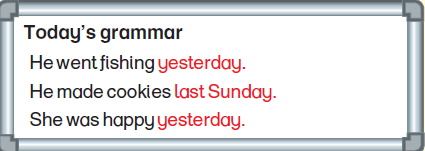 Today's grammar
He went fishing yesterday.
He made cookies last Sunday.
She was happy yesterday.